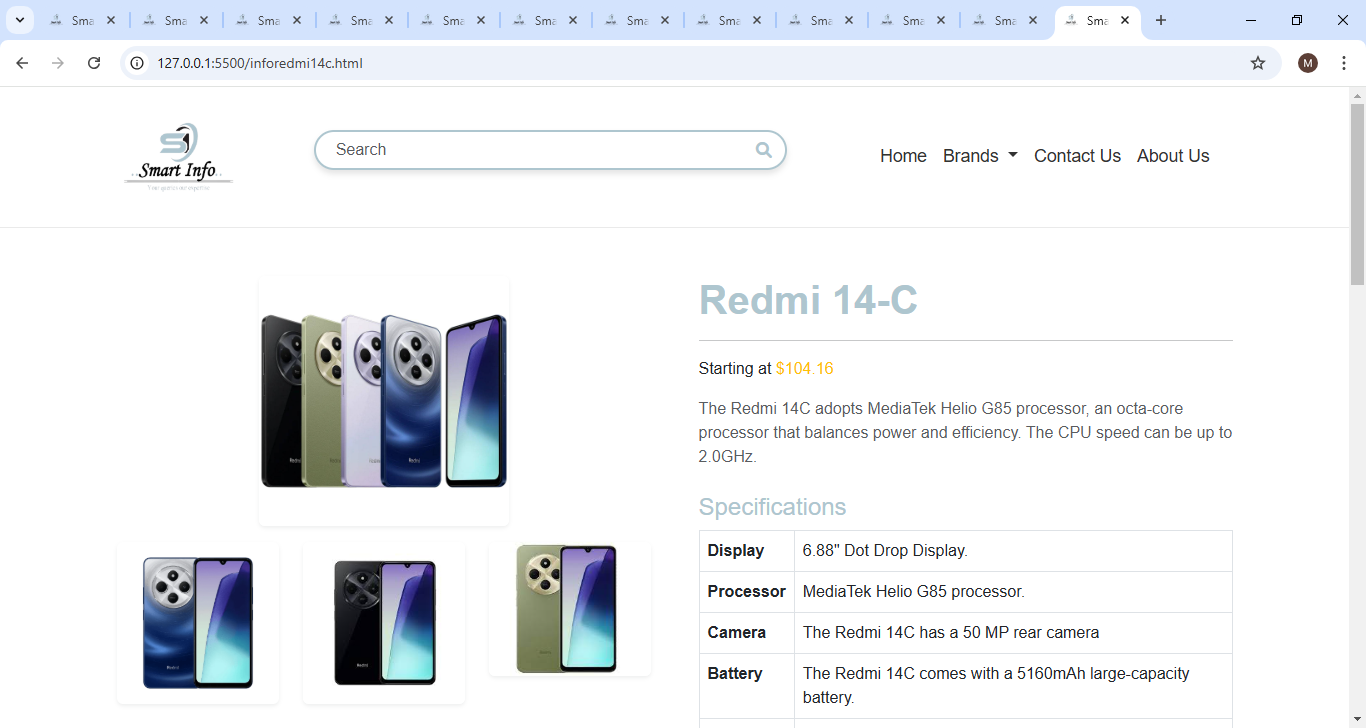 Sma
Sma
Sma
Sma
Sma
Sma
Sma
Sma
Sma
Sma
Sma
Sma
127.0.0.1:5500/inforedmi14c.html
M
Smart Info
Search
Home Brands Contact Us About Us
Redmi 14-C
Starting at $104.16
The Redmi 14C adopts MediaTek Helio G85 processor, an octa-core
processor that balances power and efficiency. The CPU speed can be up to
2.0GHz.
Specifications
Display 6.88" Dot Drop Display.
Processor MediaTek Helio G85 processor.
Camera The Redmi 14C has a 50 MP rear camera
Battery The Redmi 14C comes with a 5160mAh large-capacity
battery.